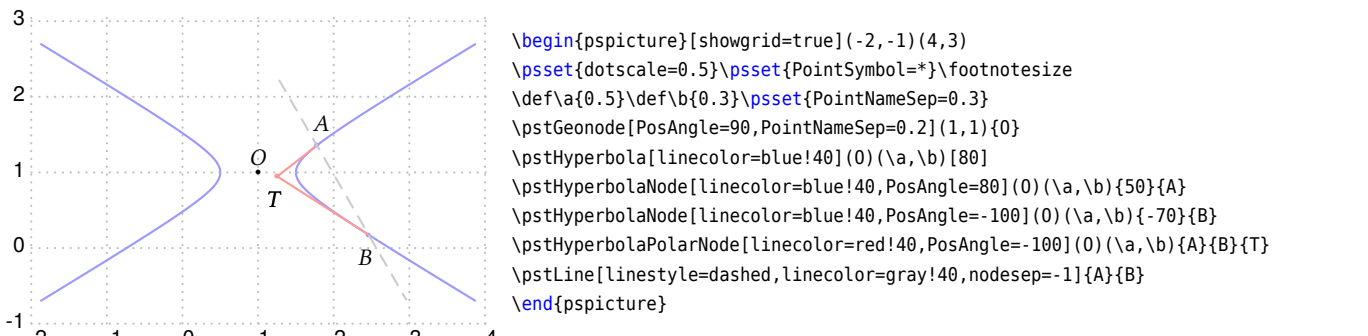 3
2
1
0
-1
-2 -1 0 1 2 3 4
A
O
T
B
\begin{pspicture}[showgrid=true](-2,-1)(4,3)
\psset{dotscale=0.5}\psset{PointSymbol=*}\footnotesize
\def\a{0.5}\def\b{0.3}\psset{PointNameSep=0.3}
\pstGeonode[PosAngle=90,PointNameSep=0.2](1,1){O}
\pstHyperbola[linecolor=blue!40](O)(\a,\b)[80]
\pstHyperbolaNode[linecolor=blue!40,PosAngle=80](O)(\a,\b){50}{A}
\pstHyperbolaNode[linecolor=blue!40,PosAngle=-100](O)(\a,\b){-70}{B}
\pstHyperbolaPolarNode[linecolor=red!40,PosAngle=-100](O)(\a,\b){A}{B}{T}
\pstLine[linestyle=dashed,linecolor=gray!40,nodesep=-1]{A}{B}
\end{pspicture}